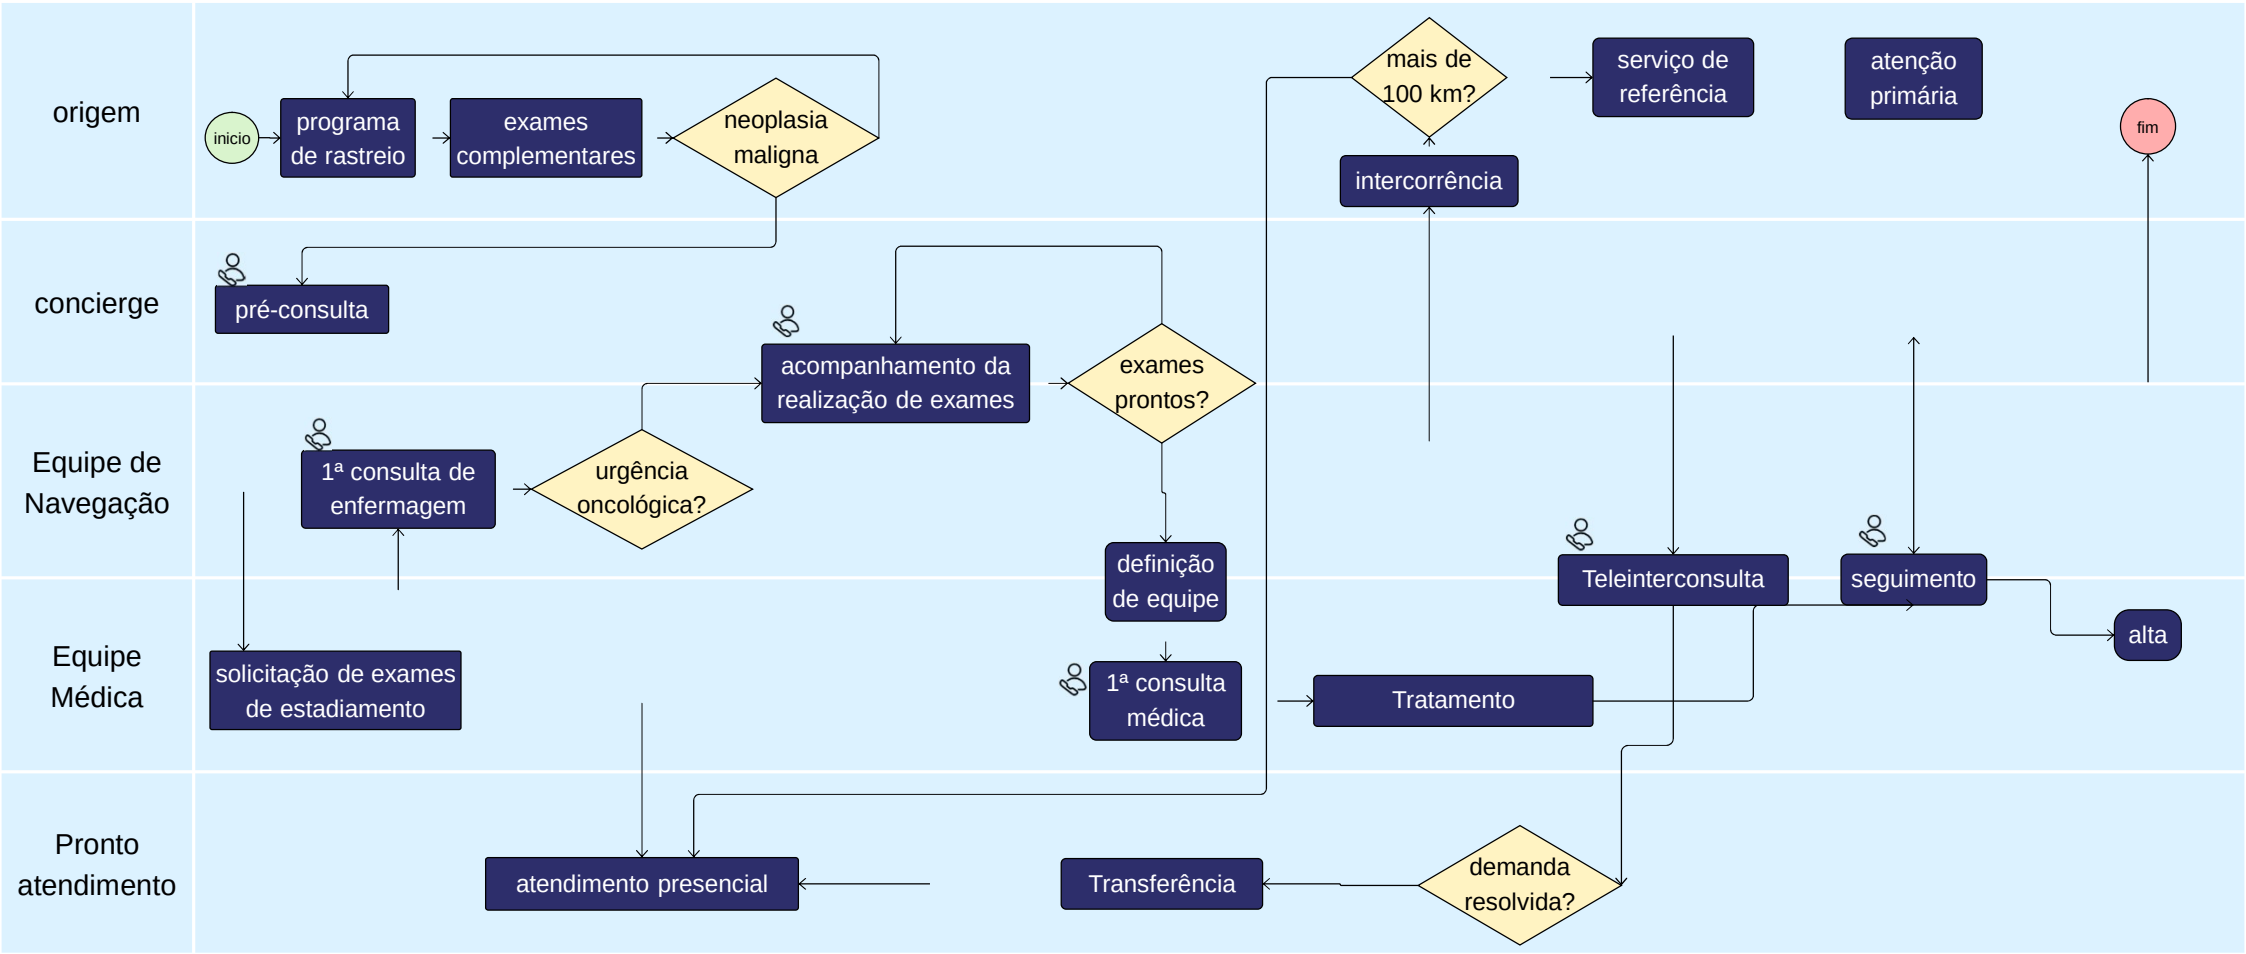 origem
inicio
programa
de rastreio
exames
complementares
neoplasia
maligna
mais de
100 km?
serviço de
referência
atenção
primária
fim
intercorrência
concierge
pré-consulta
acompanhamento da
realização de exames
exames
prontos?
Equipe de
Navegação
1ª consulta de
enfermagem
urgência
oncológica?
definição
de equipe
Teleinterconsulta
seguimento
Equipe
Médica
solicitação de exames
de estadiamento
1ª consulta
médica
Tratamento
alta
Pronto
atendimento
atendimento presencial
Transferência
demanda
resolvida?